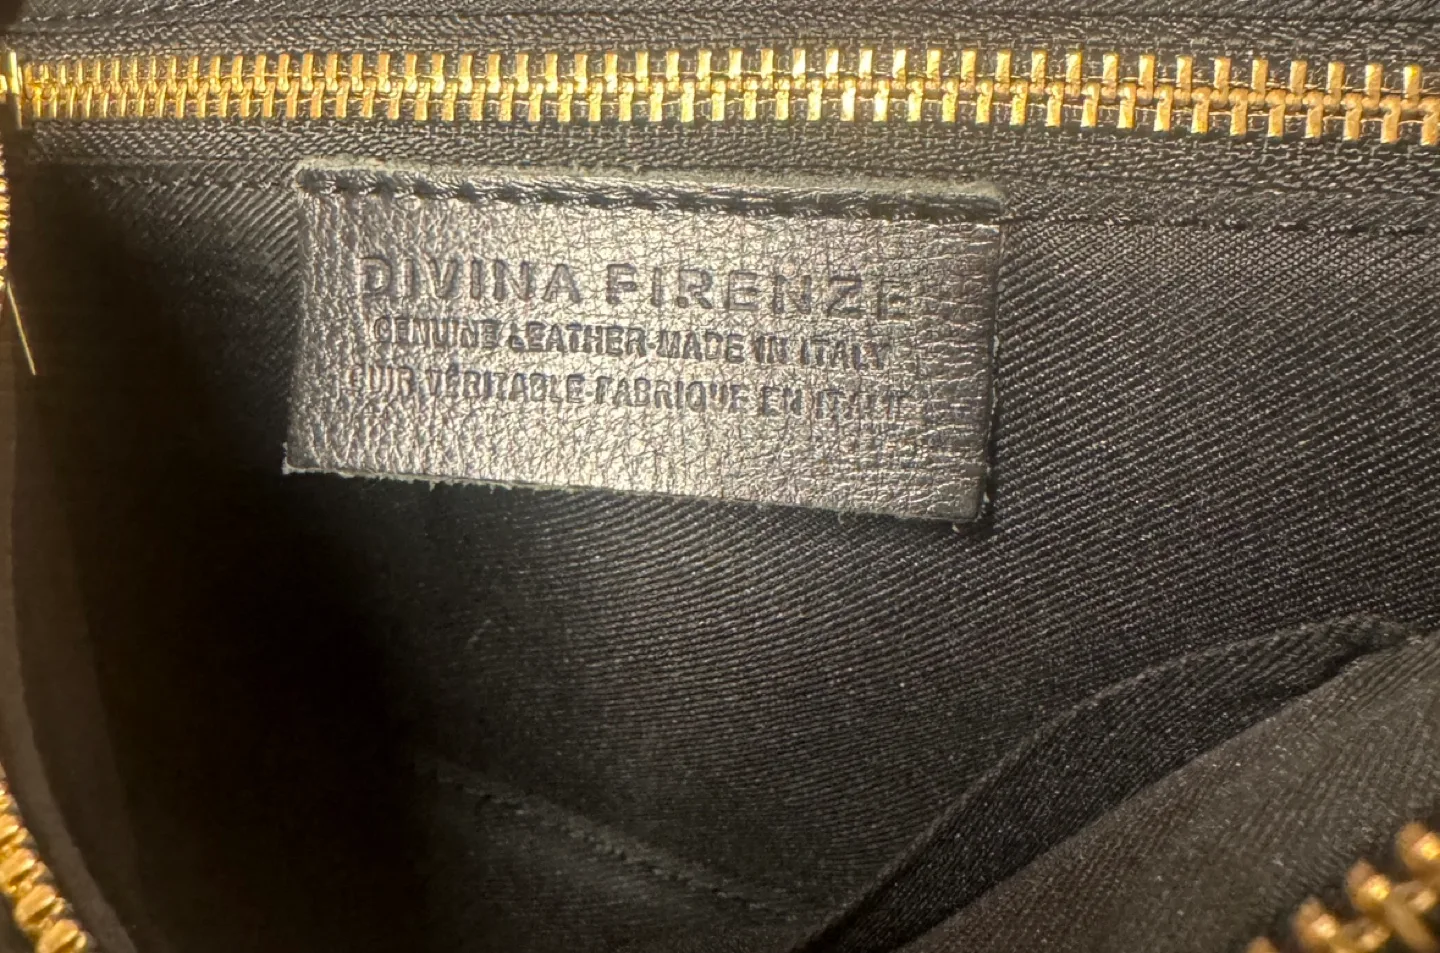 DIVINA FIRENZE
GENUINE LEATHER-MADE IN ITALY
CUIR VÉRITABLE-FABRIQUÉ EN ITALIE